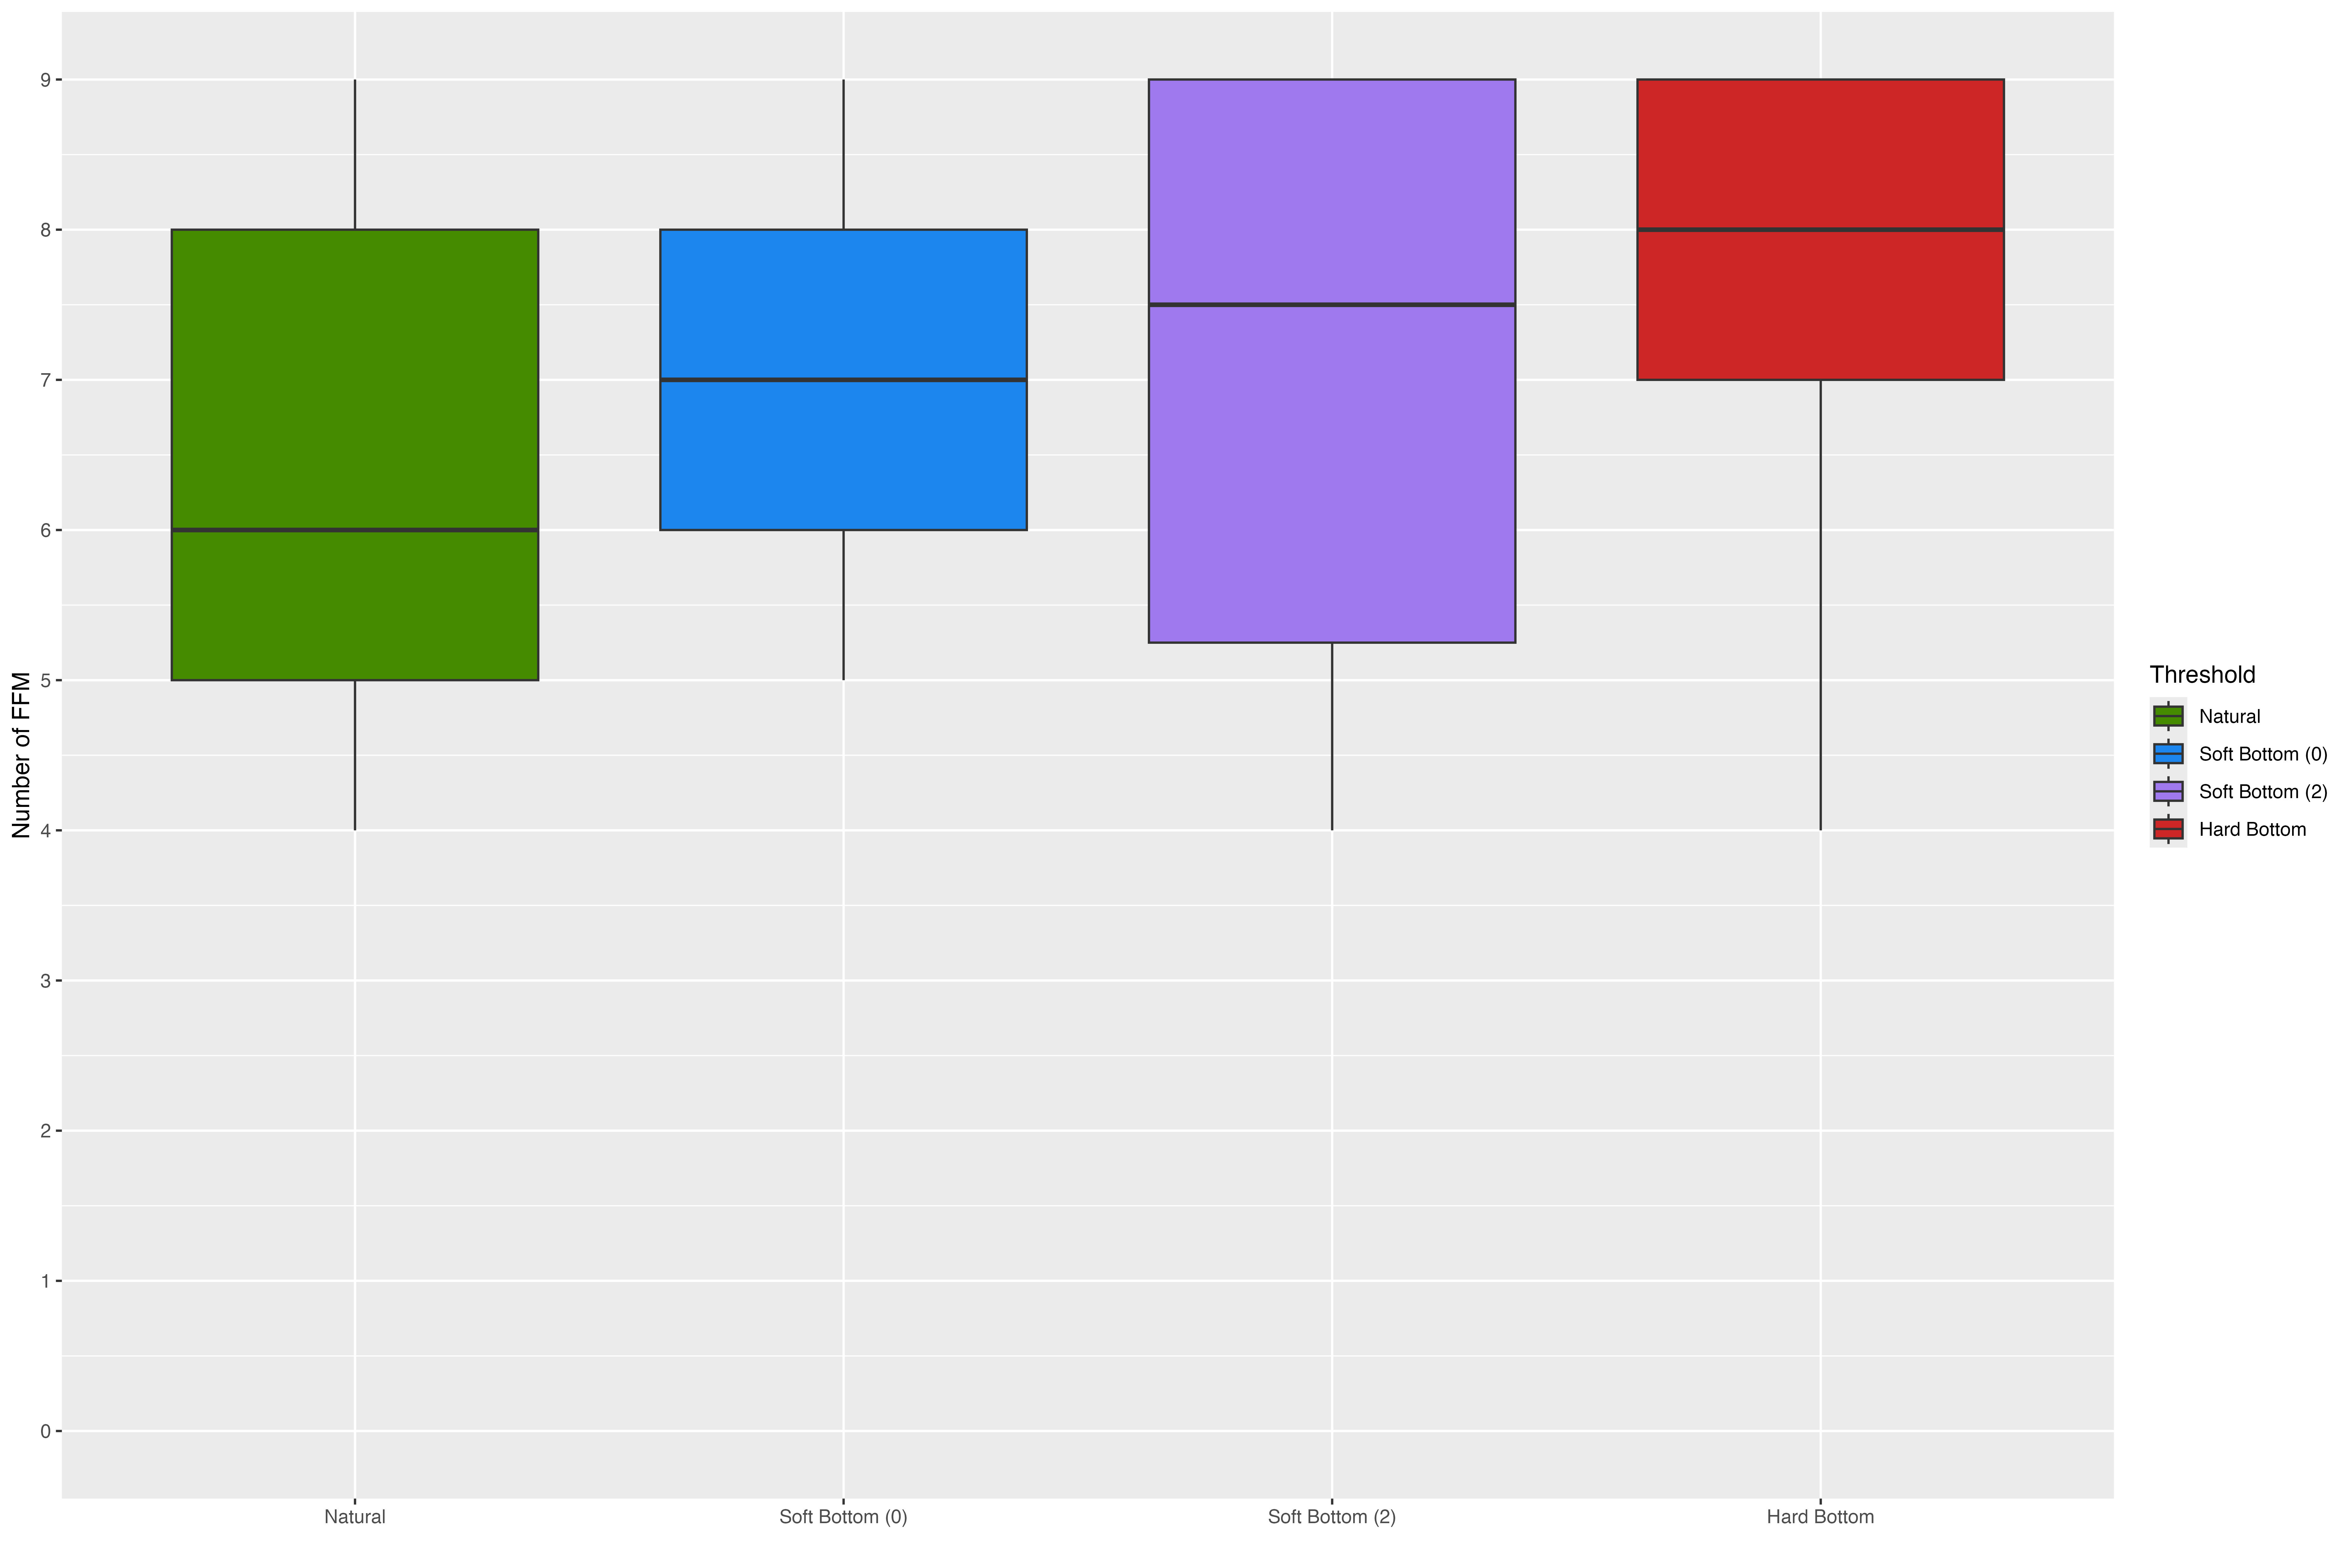 Number of FFM
9
8
7
6
5
4
3
2
1
0
Natural
Soft Bottom (0)
Soft Bottom (2)
Hard Bottom
Threshold
Natural
Soft Bottom (0)
Soft Bottom (2)
Hard Bottom